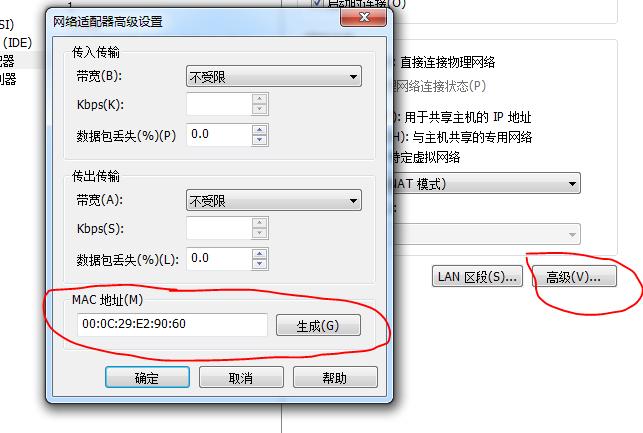 启动时连接(O)
SI)
(IDE)
网络适配器高级设置
传入传输
带宽(B):
不受限
Kbps(K):
数据包丢失(%)(P)
0.0
传出传输
带宽(A):
不受限
Kbps(S):
数据包丢失(%)(L):
0.0
MAC 地址(M)
00:0C:29:E2:90:60
生成(G)
确定
取消
帮助
: 直接连接物理网络
网络连接状态(P)
): 用于共享主机的 IP 地址
H): 与主机共享的专用网络
特定虚拟网络
NAT 模式)
:
LAN 区段(S)...
高级(V)...